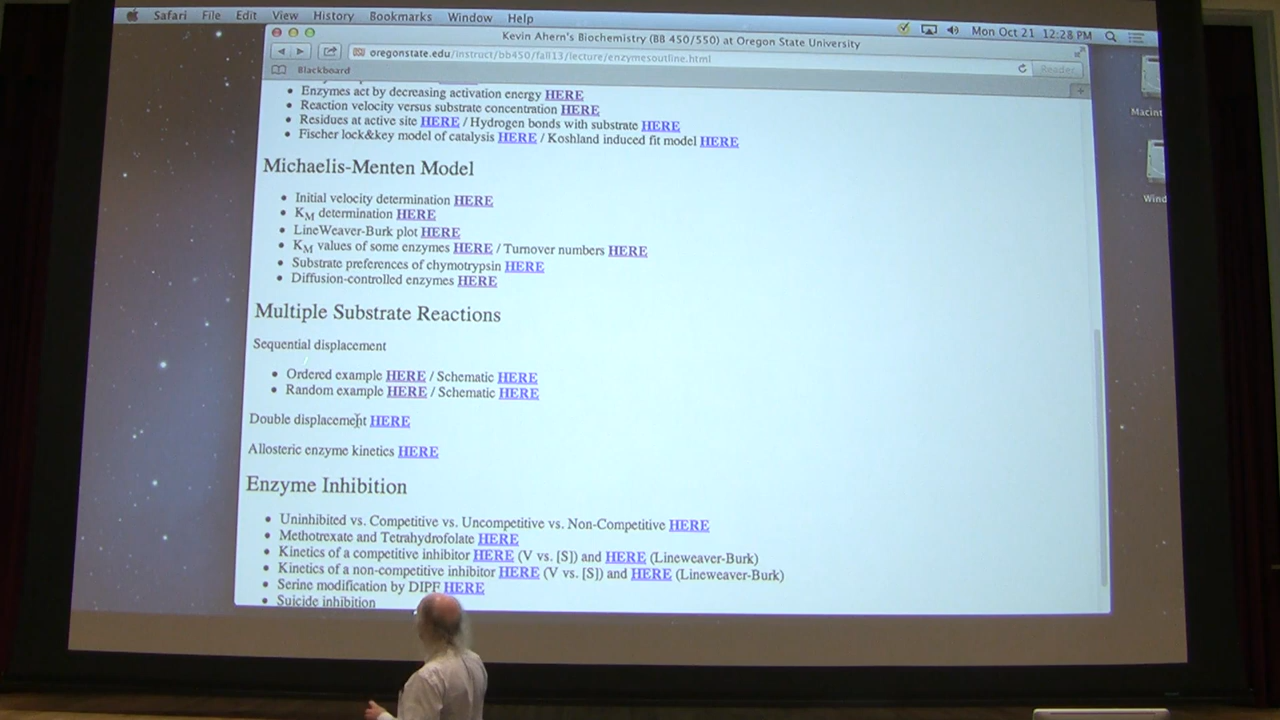 Safari File Edit View History Bookmarks Window Help Mon Oct 21 12:28 PM
Kevin Ahern's Biochemistry (BB 450/550) at Oregon State University
oregonstate.edu/instruct/bb450/fall13/lecture/enzymesoutline.html
Reader
Blackboard
Macint
Wind
• Enzymes act by decreasing activation energy HERE
• Reaction velocity versus substrate concentration HERE
• Residues at active site HERE / Hydrogen bonds with substrate HERE
• Fischer lock&key model of catalysis HERE / Koshland induced fit model HERE
Michaelis-Menten Model
• Initial velocity determination HERE
• KM determination HERE
• LineWeaver-Burk plot HERE
• KM values of some enzymes HERE / Turnover numbers HERE
• Substrate preferences of chymotrypsin HERE
• Diffusion-controlled enzymes HERE
Multiple Substrate Reactions
Sequential displacement
• Ordered example HERE / Schematic HERE
• Random example HERE / Schematic HERE
Double displacement HERE
Allosteric enzyme kinetics HERE
Enzyme Inhibition
• Uninhibited vs. Competitive vs. Uncompetitive vs. Non-Competitive HERE
• Methotrexate and Tetrahydrofolate HERE
• Kinetics of a competitive inhibitor HERE (V vs. [S]) and HERE (Lineweaver-Burk)
• Kinetics of a non-competitive inhibitor HERE (V vs. [S]) and HERE (Lineweaver-Burk)
• Serine modification by DIPF HERE
• Suicide inhibition